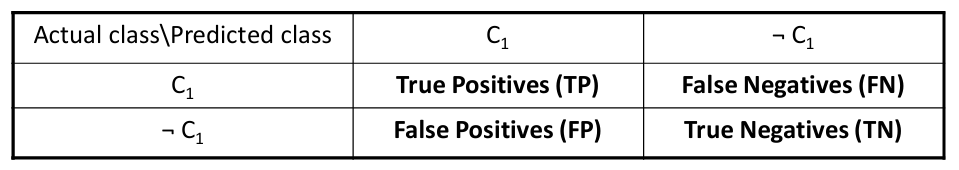 Actual class\Predicted class C₁ ¬ C₁
C₁ True Positives (TP) False Negatives (FN)
¬ C₁ False Positives (FP) True Negatives (TN)